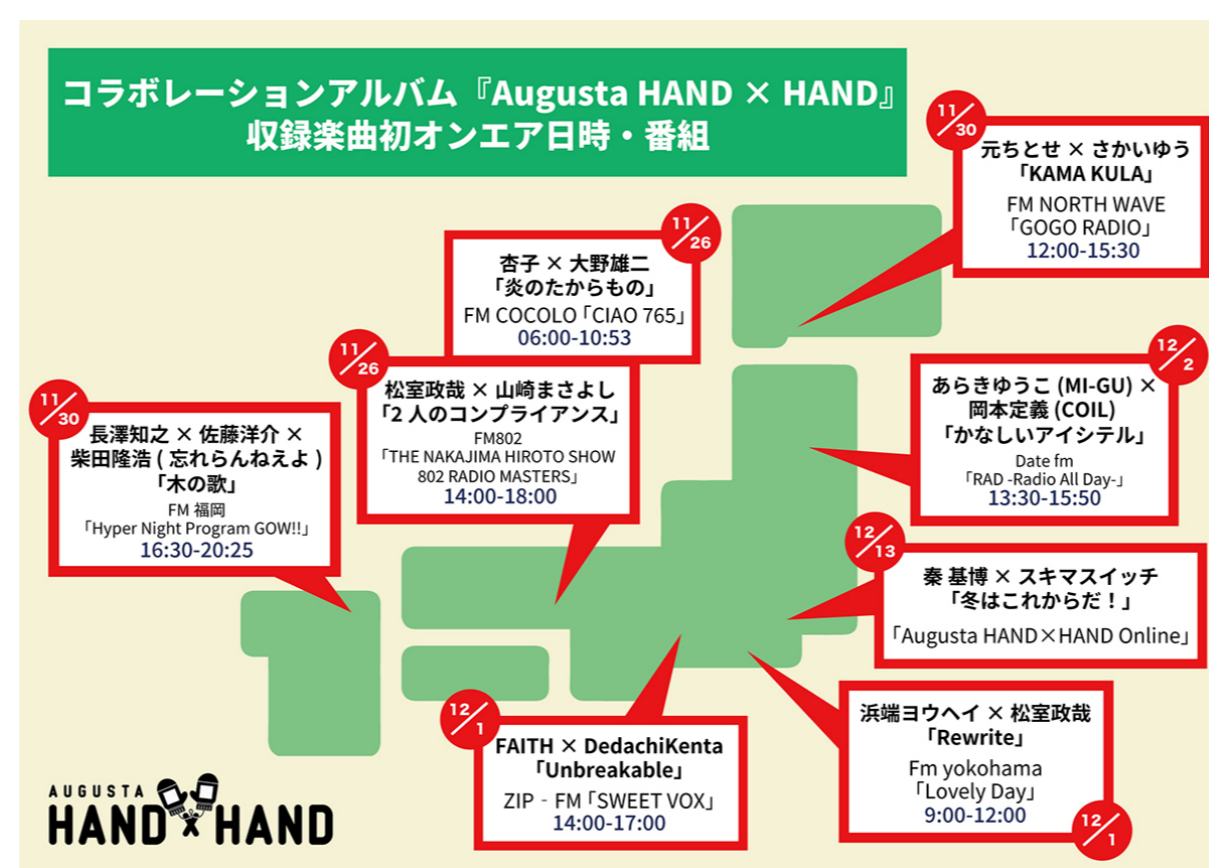 コラボレーションアルバム『Augusta HAND × HAND』
収録楽曲初オンエア日時・番組
11/30
元ちとせ × さかいゆう
「KAMA KULA」
FM NORTH WAVE
「GOGO RADIO」
12:00-15:30
11/26
杏子 × 大野雄二
「炎のたからもの」
FM COCOLO「CIAO 765」
06:00-10:53
11/26
松室政哉 × 山崎まさよし
「2 人のコンプライアンス」
FM802
「THE NAKAJIMA HIROTO SHOW
802 RADIO MASTERS」
14:00-18:00
11/30
長澤知之 × 佐藤洋介 ×
柴田隆浩 ( 忘れらんねえよ )
「木の歌」
FM 福岡
「Hyper Night Program GOW!!」
16:30-20:25
12/2
あらきゆうこ (MI-GU) ×
岡本定義 (COIL)
「かなしいアイシテル」
Date fm
「RAD -Radio All Day-」
13:30-15:50
12/13
秦 基博 × スキマスイッチ
「冬はこれからだ！」
「Augusta HAND×HAND Online」
12/1
FAITH × DedachiKenta
「Unbreakable」
ZIP‐FM「SWEET VOX」
14:00-17:00
浜端ヨウヘイ × 松室政哉
「Rewrite」
Fm yokohama
「Lovely Day」
9:00-12:00
12/1
AUGUSTA
HAND × HAND